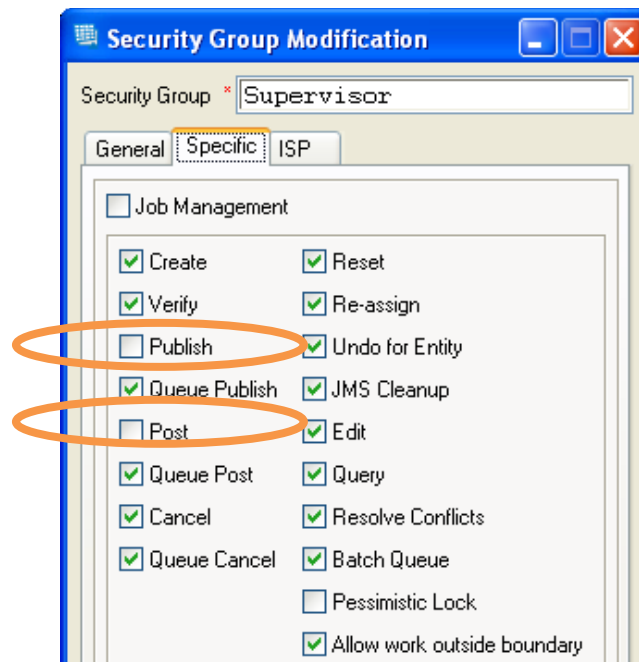 Security Group Modification
Security Group * Supervisor
General Specific ISP
Job Management
Create Reset
Verify Re-assign
Publish Undo for Entity
Queue Publish JMS Cleanup
Post Edit
Queue Post Query
Cancel Resolve Conflicts
Queue Cancel Batch Queue
Pessimistic Lock
Allow work outside boundary